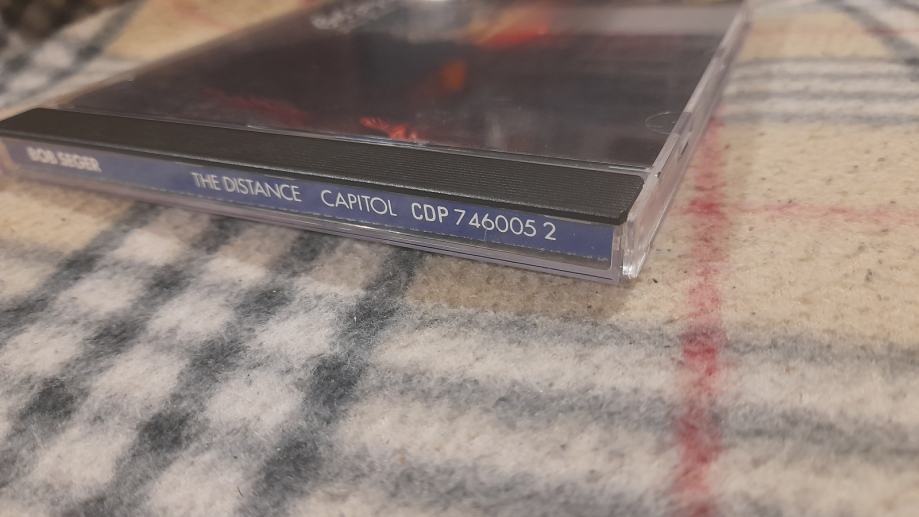 BOB SEGER THE DISTANCE CAPITOL CDP 7 46005 2